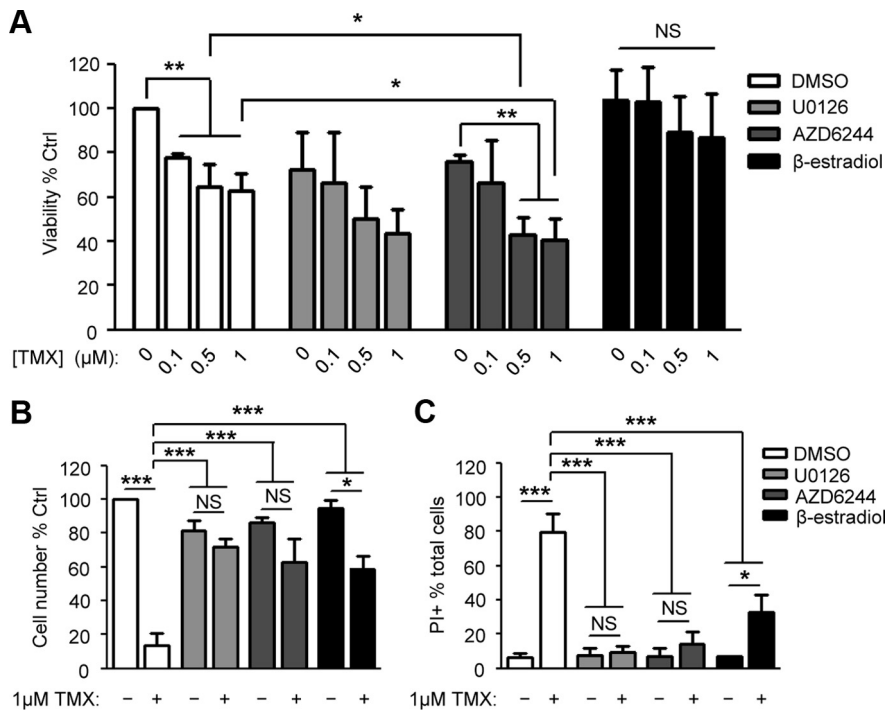 A
*
NS
120
**
*
DMSO
100
**
U0126
80
AZD6244
60
β-estradiol
40
20
0
Viability % Ctrl
[TMX] (μM): 0 0.1 0.5 1 0 0.1 0.5 1 0 0.1 0.5 1 0 0.1 0.5 1
B
***
***
***
120
***
NS
NS
*
100
80
60
40
20
0
Cell number % Ctrl
1μM TMX: – + – + – + – +
C
***
***
***
DMSO
U0126
AZD6244
β-estradiol
120
100
***
80
60
40
NS
NS
*
20
0
PI+ % total cells
1μM TMX: – + – + – + – +